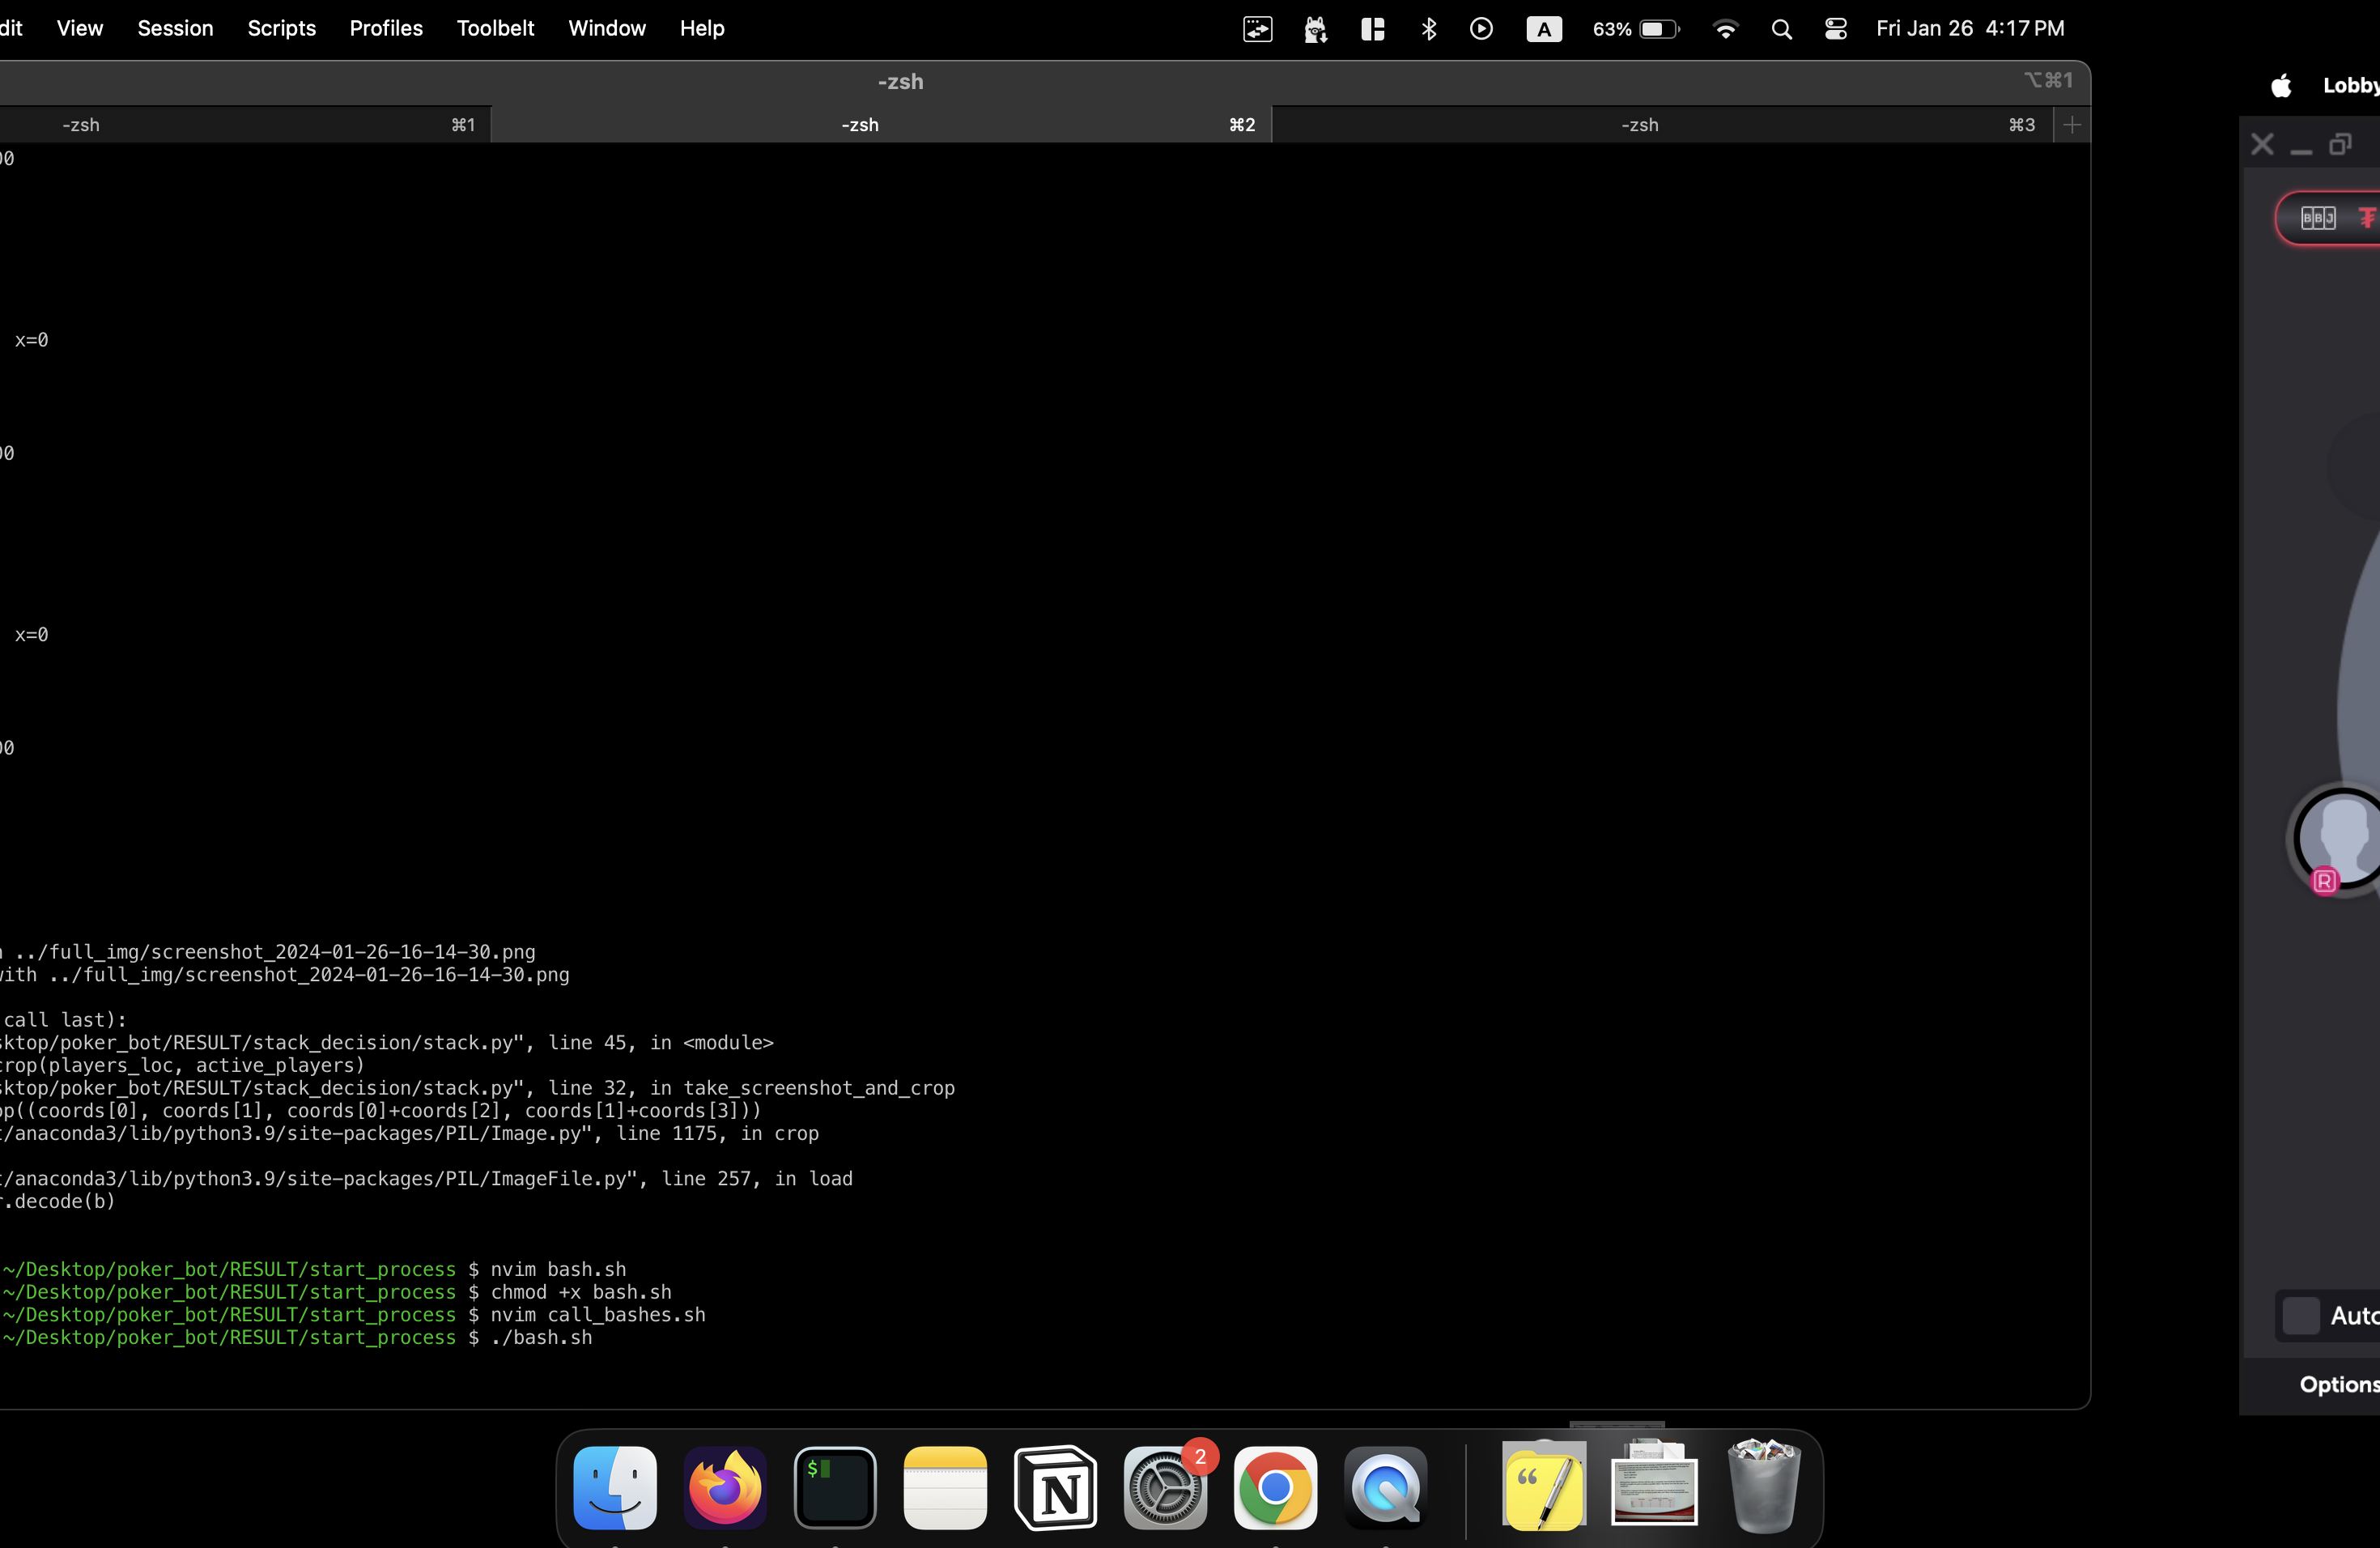 dit View Session Scripts Profiles Toolbelt Window Help A 63% Fri Jan 26 4:17 PM
-zsh ⌥⌘1
-zsh ⌘1 -zsh ⌘2 -zsh ⌘3 +
Lobby
BBJ ₮
00
x=0
00
x=0
00
R
../full_img/screenshot_2024-01-26-16-14-30.png
with ../full_img/screenshot_2024-01-26-16-14-30.png
call last):
sktop/poker_bot/RESULT/stack_decision/stack.py", line 45, in <module>
crop(players_loc, active_players)
sktop/poker_bot/RESULT/stack_decision/stack.py", line 32, in take_screenshot_and_crop
op((coords[0], coords[1], coords[0]+coords[2], coords[1]+coords[3]))
/anaconda3/lib/python3.9/site-packages/PIL/Image.py", line 1175, in crop
/anaconda3/lib/python3.9/site-packages/PIL/ImageFile.py", line 257, in load
r.decode(b)
~/Desktop/poker_bot/RESULT/start_process $ nvim bash.sh
~/Desktop/poker_bot/RESULT/start_process $ chmod +x bash.sh
~/Desktop/poker_bot/RESULT/start_process $ nvim call_bashes.sh
~/Desktop/poker_bot/RESULT/start_process $ ./bash.sh
Auto
Options
$ N 2